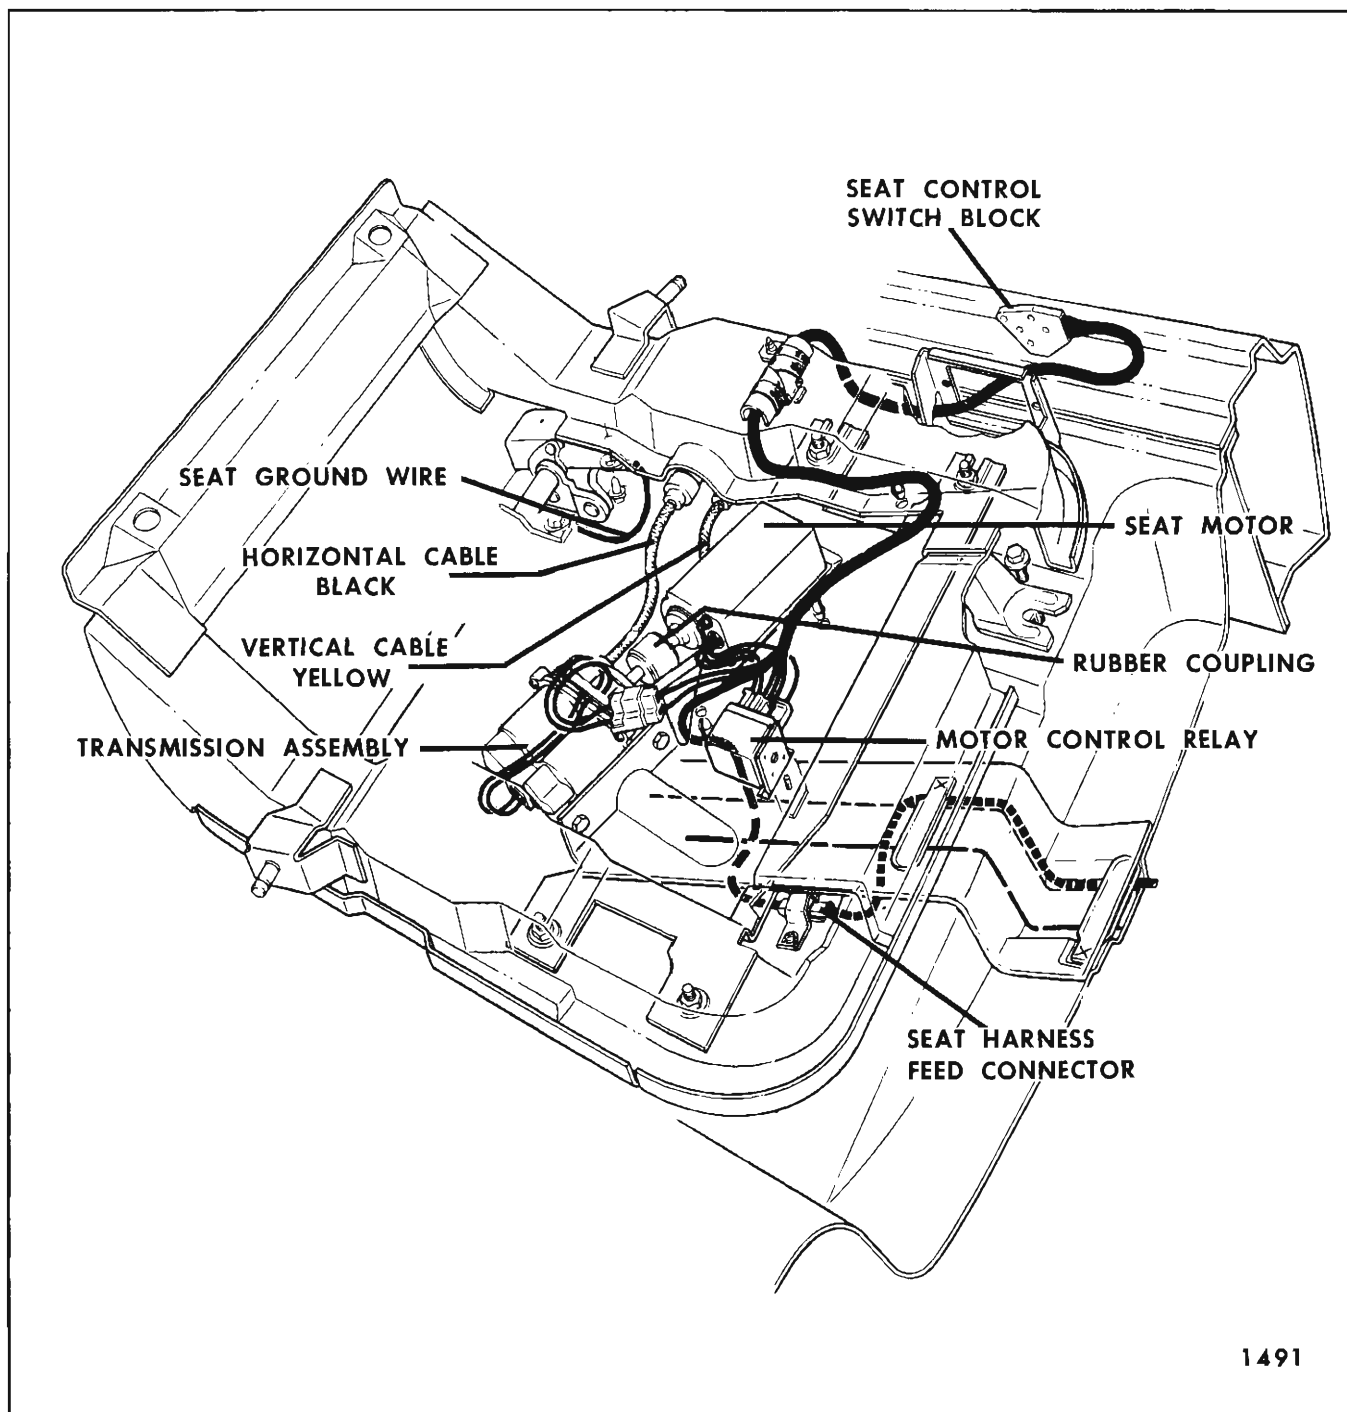 SEAT CONTROL
SWITCH BLOCK
SEAT GROUND WIRE
SEAT MOTOR
HORIZONTAL CABLE
BLACK
VERTICAL CABLE
YELLOW
RUBBER COUPLING
TRANSMISSION ASSEMBLY
MOTOR CONTROL RELAY
SEAT HARNESS
FEED CONNECTOR
1491